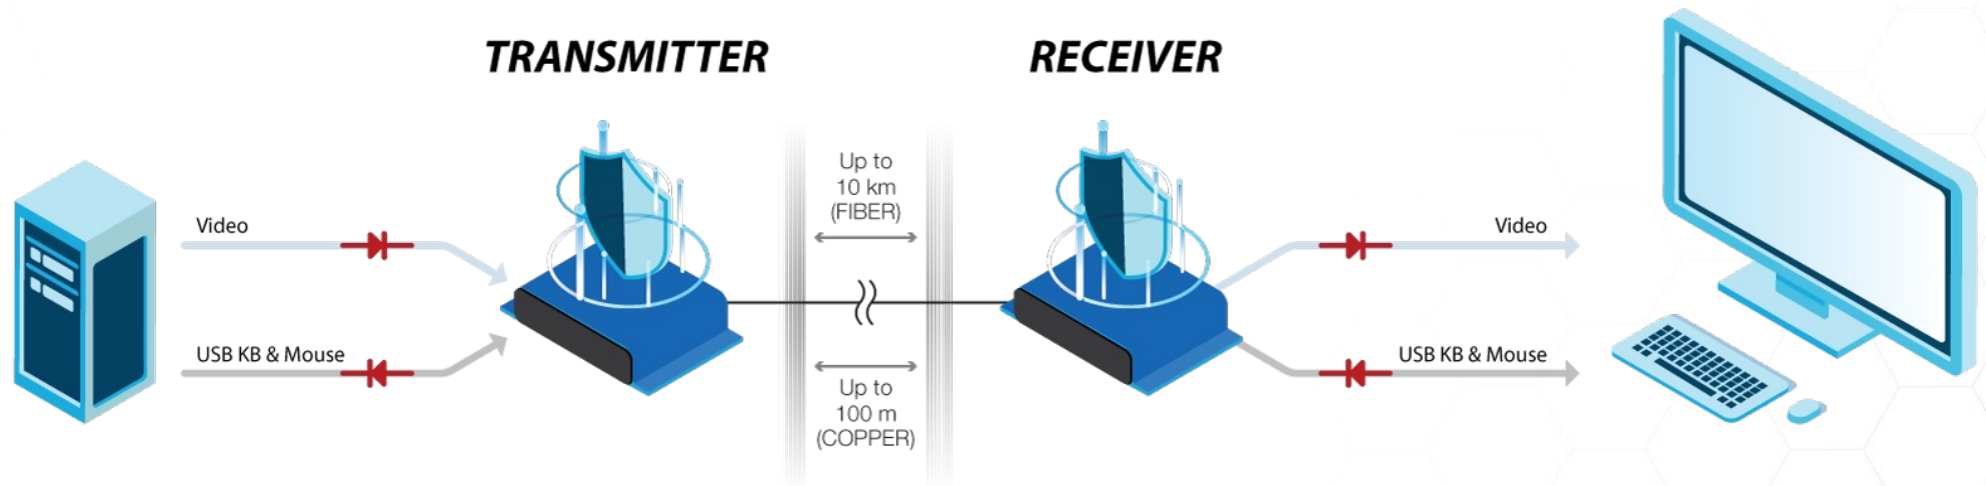 TRANSMITTER
RECEIVER
Video
USB KB & Mouse
Up to
10 km
(FIBER)
Up to
100 m
(COPPER)
Video
USB KB & Mouse